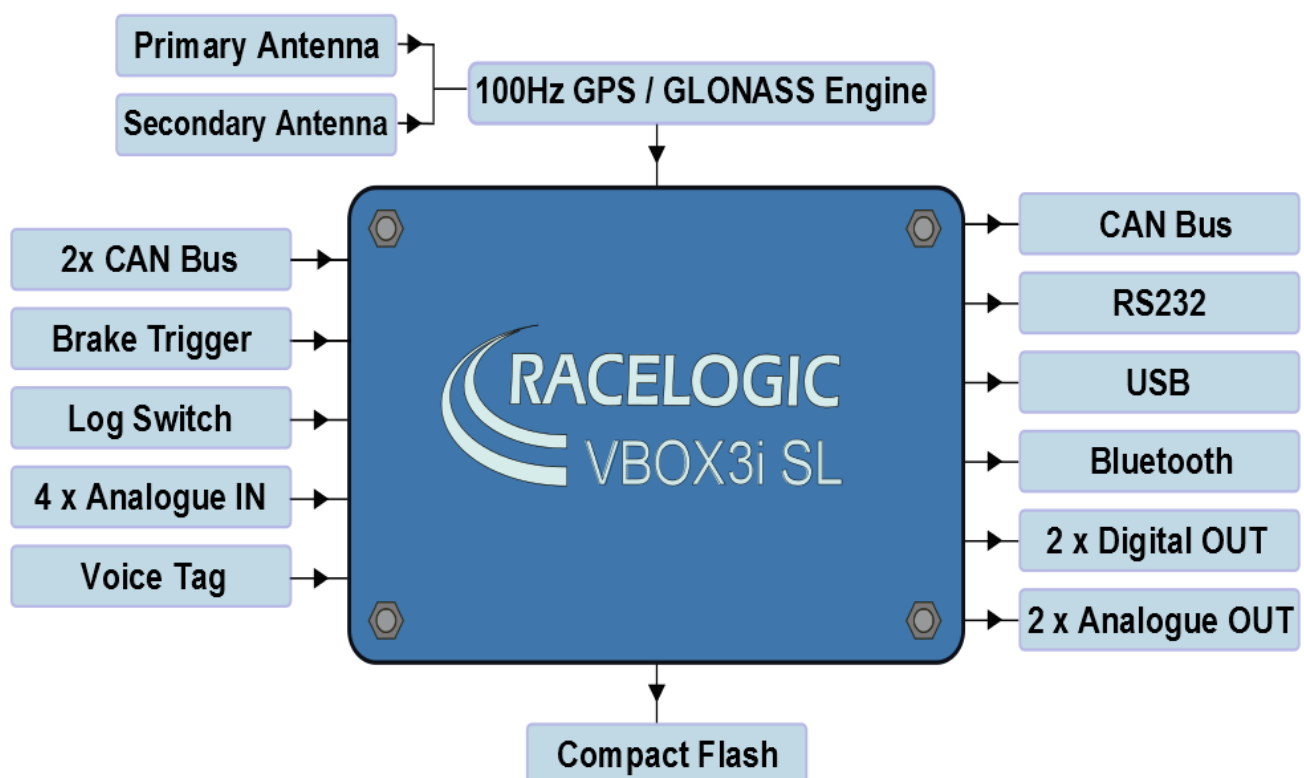 Primary Antenna
Secondary Antenna
100Hz GPS / GLONASS Engine
2x CAN Bus
Brake Trigger
Log Switch
4 x Analogue IN
Voice Tag
RACELOGIC
VBOX3i SL
CAN Bus
RS232
USB
Bluetooth
2 x Digital OUT
2 x Analogue OUT
Compact Flash